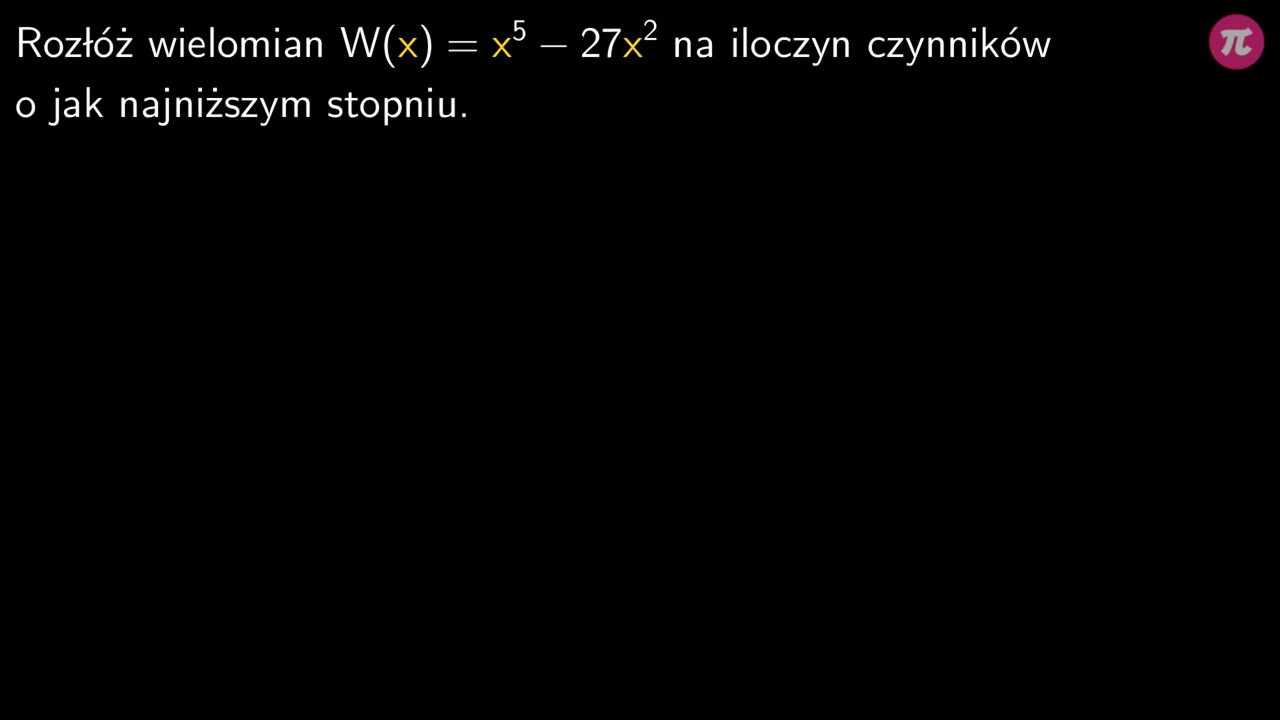 Rozłóż wielomian W(x) = x⁵ − 27x² na iloczyn czynników
o jak najniższym stopniu.
π